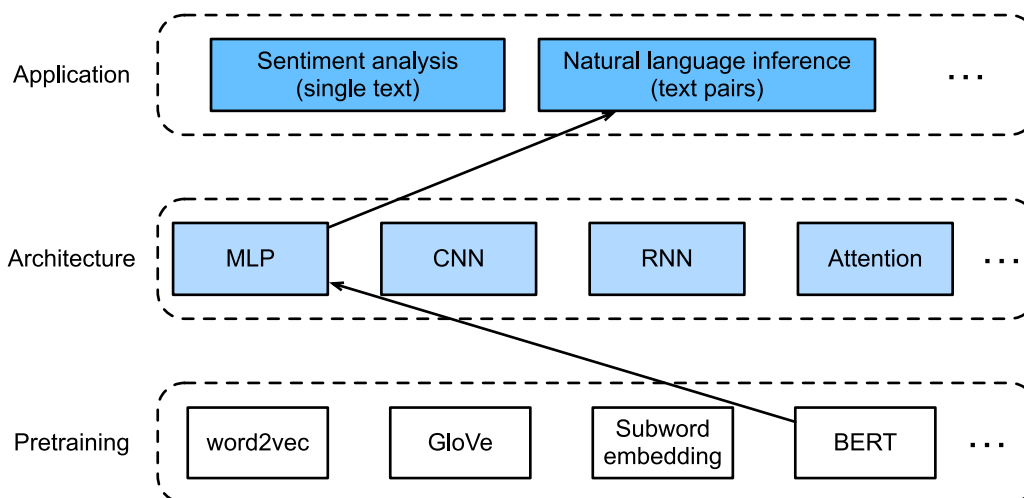 Application
Sentiment analysis
(single text)
Natural language inference
(text pairs)
...
Architecture
MLP
CNN
RNN
Attention
...
Pretraining
word2vec
GloVe
Subword
embedding
BERT
...